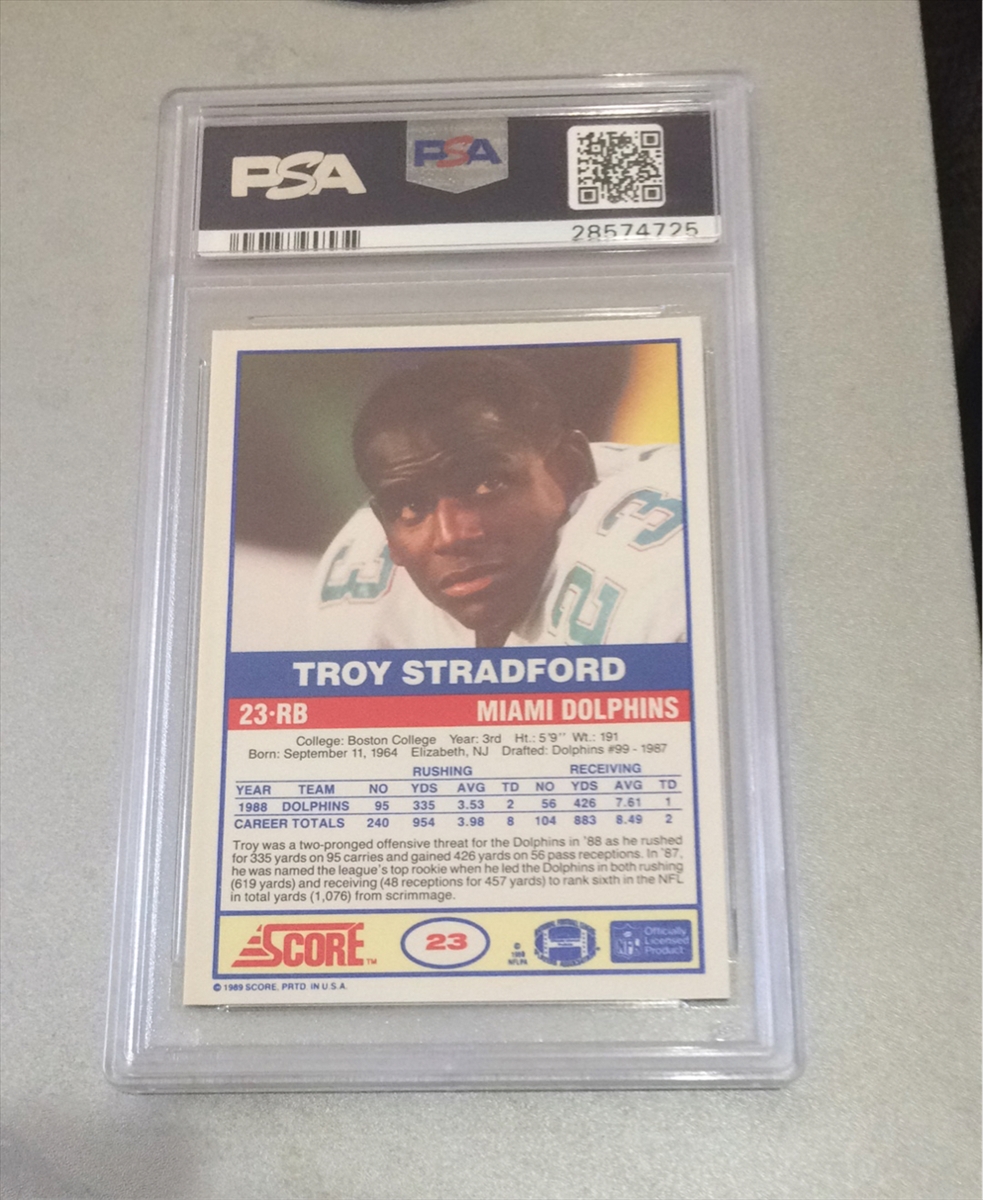 PSA
PSA
28574725
3
23
TROY STRADFORD
23·RB MIAMI DOLPHINS
College: Boston College Year: 3rd Ht.: 5'9'' Wt.: 191
Born: September 11, 1964 Elizabeth, NJ Drafted: Dolphins #99 - 1987
RUSHING RECEIVING
YEAR TEAM NO YDS AVG TD NO YDS AVG TD
1988 DOLPHINS 95 335 3.53 2 56 426 7.61 1
CAREER TOTALS 240 954 3.98 8 104 883 8.49 2
Troy was a two-pronged offensive threat for the Dolphins in '88 as he rushed
for 335 yards on 95 carries and gained 426 yards on 56 pass receptions. In '87,
he was named the league's top rookie when he led the Dolphins in both rushing
(619 yards) and receiving (48 receptions for 457 yards) to rank sixth in the NFL
in total yards (1,076) from scrimmage.
SCORE™
23
©
NFLPA
NFL
Officially
Licensed
Product
© 1989 SCORE. PRTD. IN U.S.A.